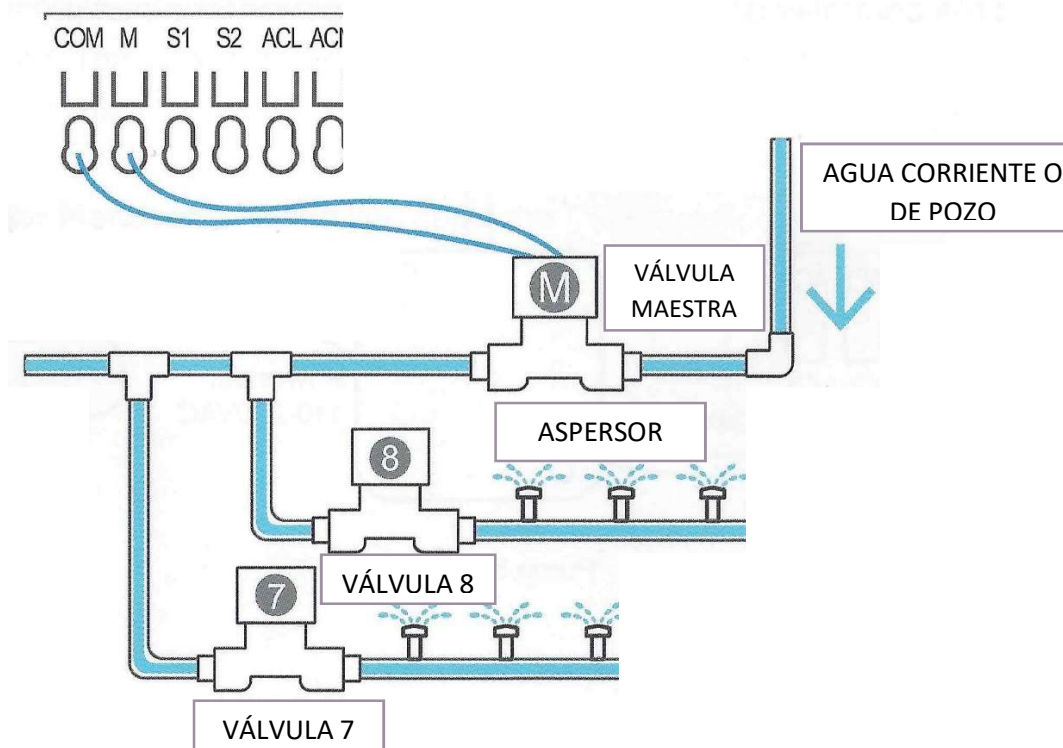 COM M S1 S2 ACL
AGUA CORRIENTE O
DE POZO
VÁLVULA
MAESTRA
M
ASPERSOR
8
VÁLVULA 8
7
VÁLVULA 7